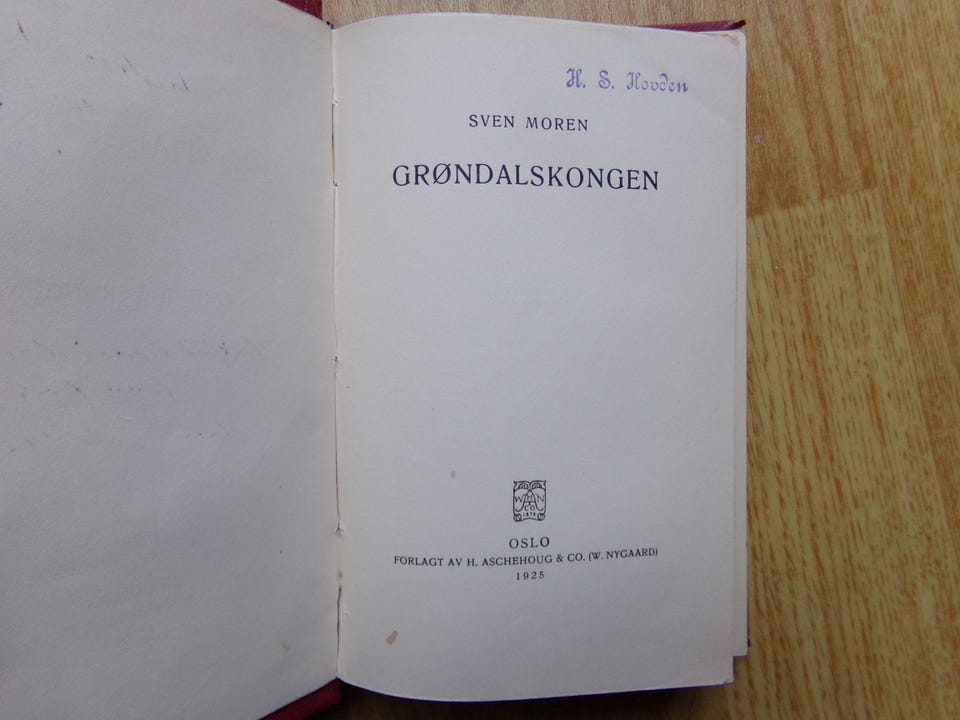 H. S. Hovden
SVEN MOREN
GRØNDALSKONGEN
OSLO
FORLAGT AV H. ASCHEHOUG & CO. (W. NYGAARD)
1925